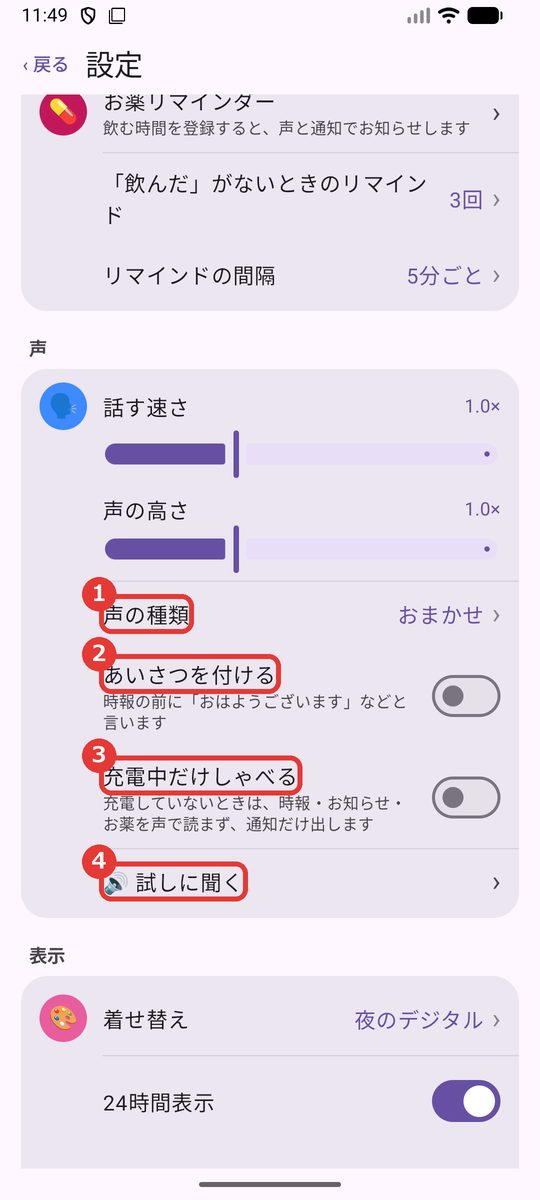 11:49
‹ 戻る 設定
お薬リマインダー
飲む時間を登録すると、声と通知でお知らせします
「飲んだ」がないときのリマイン
ド
3回
リマインドの間隔 5分ごと
声
話す速さ 1.0×
声の高さ 1.0×
1
声の種類 おまかせ
2
あいさつを付ける
時報の前に「おはようございます」などと
言います
3
充電中だけしゃべる
充電していないときは、時報・お知らせ・
お薬を声で読まず、通知だけ出します
4
試しに聞く
表示
着せ替え 夜のデジタル
24時間表示